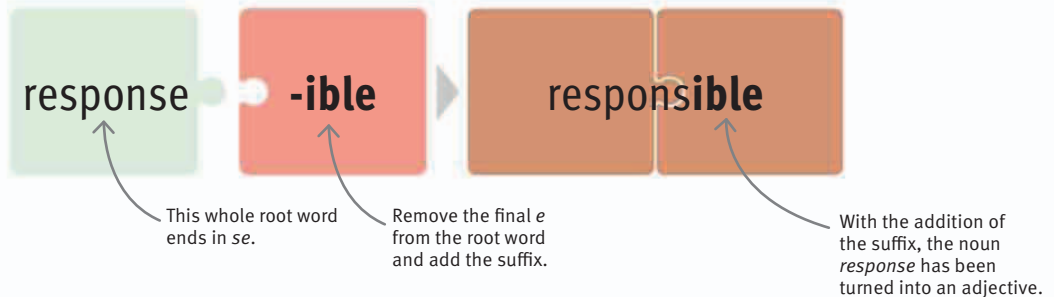 response -ible responsible
This whole root word
ends in se.
Remove the final e
from the root word
and add the suffix.
With the addition of
the suffix, the noun
response has been
turned into an adjective.